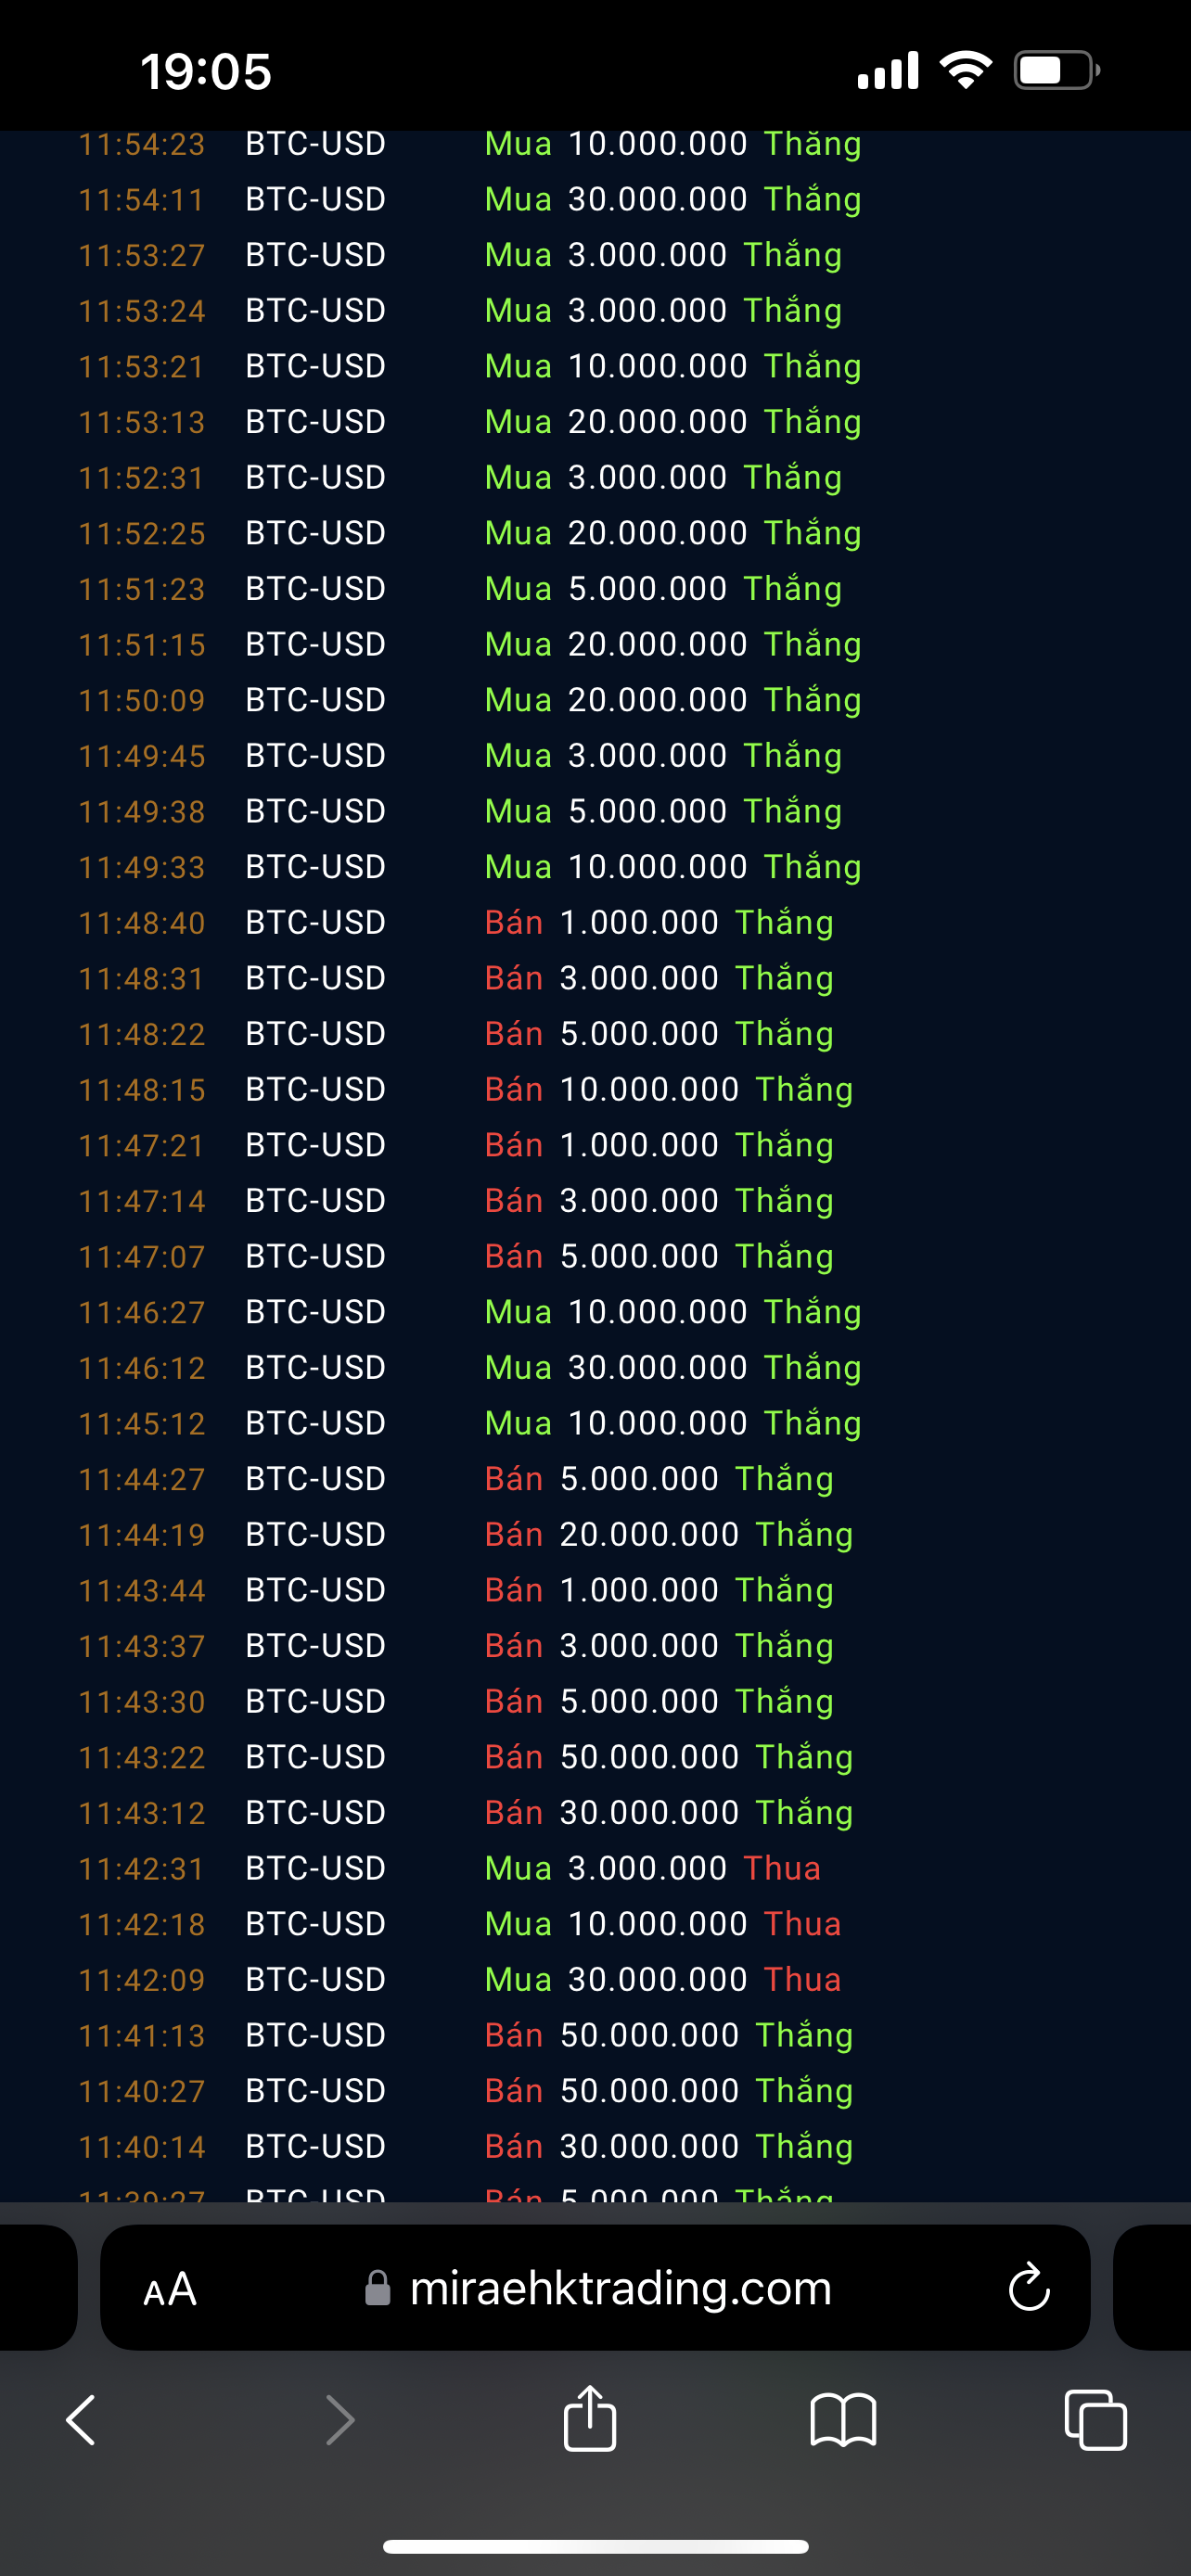 19:05
11:54:23 BTC-USD Mua 10.000.000 Thắng
11:54:11 BTC-USD Mua 30.000.000 Thắng
11:53:27 BTC-USD Mua 3.000.000 Thắng
11:53:24 BTC-USD Mua 3.000.000 Thắng
11:53:21 BTC-USD Mua 10.000.000 Thắng
11:53:13 BTC-USD Mua 20.000.000 Thắng
11:52:31 BTC-USD Mua 3.000.000 Thắng
11:52:25 BTC-USD Mua 20.000.000 Thắng
11:51:23 BTC-USD Mua 5.000.000 Thắng
11:51:15 BTC-USD Mua 20.000.000 Thắng
11:50:09 BTC-USD Mua 20.000.000 Thắng
11:49:45 BTC-USD Mua 3.000.000 Thắng
11:49:38 BTC-USD Mua 5.000.000 Thắng
11:49:33 BTC-USD Mua 10.000.000 Thắng
11:48:40 BTC-USD Bán 1.000.000 Thắng
11:48:31 BTC-USD Bán 3.000.000 Thắng
11:48:22 BTC-USD Bán 5.000.000 Thắng
11:48:15 BTC-USD Bán 10.000.000 Thắng
11:47:21 BTC-USD Bán 1.000.000 Thắng
11:47:14 BTC-USD Bán 3.000.000 Thắng
11:47:07 BTC-USD Bán 5.000.000 Thắng
11:46:27 BTC-USD Mua 10.000.000 Thắng
11:46:12 BTC-USD Mua 30.000.000 Thắng
11:45:12 BTC-USD Mua 10.000.000 Thắng
11:44:27 BTC-USD Bán 5.000.000 Thắng
11:44:19 BTC-USD Bán 20.000.000 Thắng
11:43:44 BTC-USD Bán 1.000.000 Thắng
11:43:37 BTC-USD Bán 3.000.000 Thắng
11:43:30 BTC-USD Bán 5.000.000 Thắng
11:43:22 BTC-USD Bán 50.000.000 Thắng
11:43:12 BTC-USD Bán 30.000.000 Thắng
11:42:31 BTC-USD Mua 3.000.000 Thua
11:42:18 BTC-USD Mua 10.000.000 Thua
11:42:09 BTC-USD Mua 30.000.000 Thua
11:41:13 BTC-USD Bán 50.000.000 Thắng
11:40:27 BTC-USD Bán 50.000.000 Thắng
11:40:14 BTC-USD Bán 30.000.000 Thắng
11:39:27 BTC-USD Bán 5.000.000 Thắng
AA miraehktrading.com